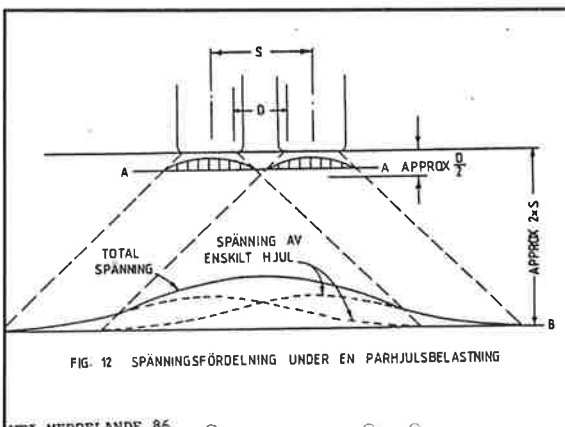 S
D
A
A APPROX D/2
APPROX 2×S
TOTAL
SPÄNNING
SPÄNNING AV
ENSKILT HJUL
B
FIG. 12 SPÄNNINGSFÖRDELNING UNDER EN PARHJULSBELASTNING
MEDDELANDE 86